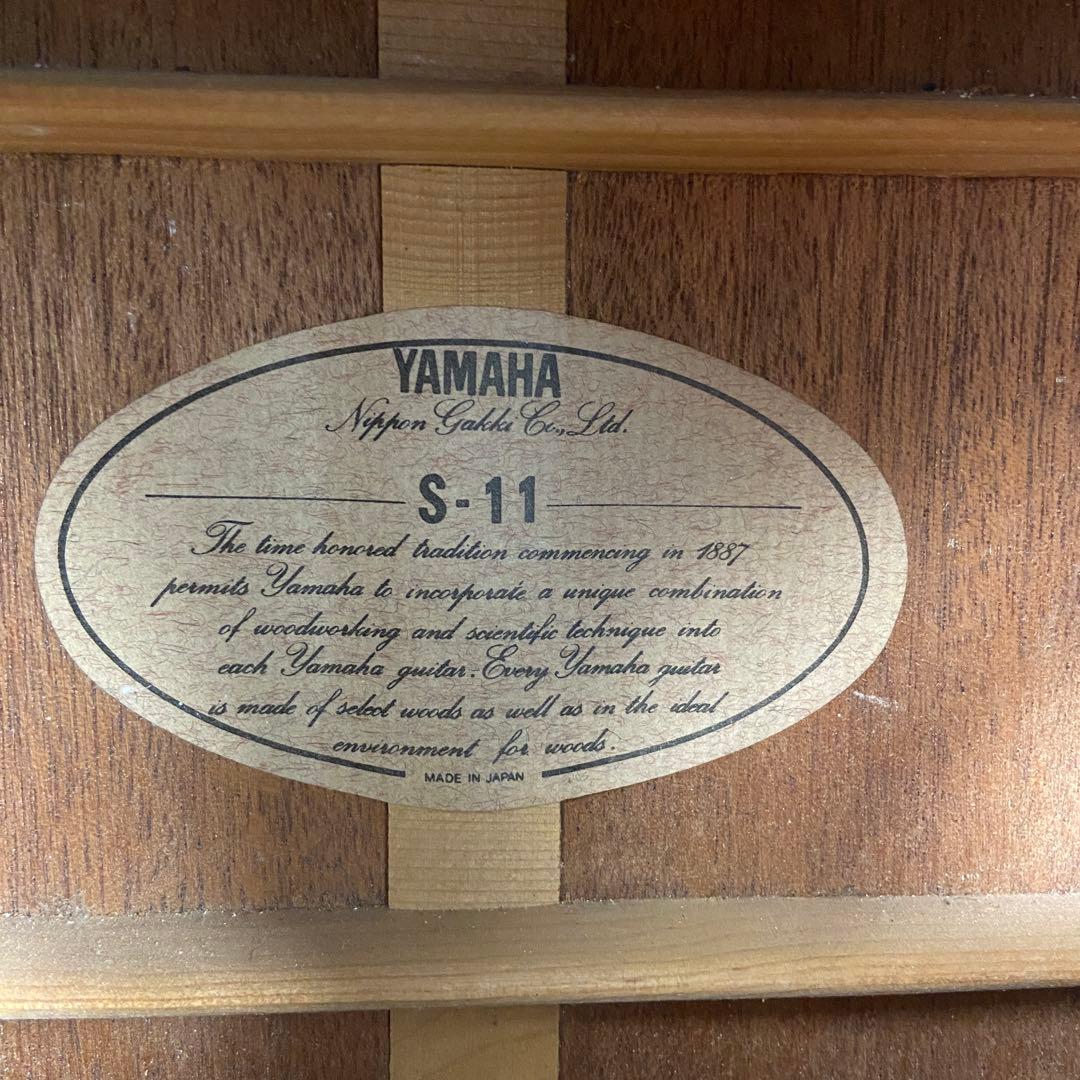 YAMAHA
Nippon Gakki Co., Ltd.
S-11
The time honored tradition commencing in 1887
permits Yamaha to incorporate a unique combination
of woodworking and scientific technique into
each Yamaha guitar. Every Yamaha guitar
is made of select woods as well as in the ideal
environment for woods.
MADE IN JAPAN